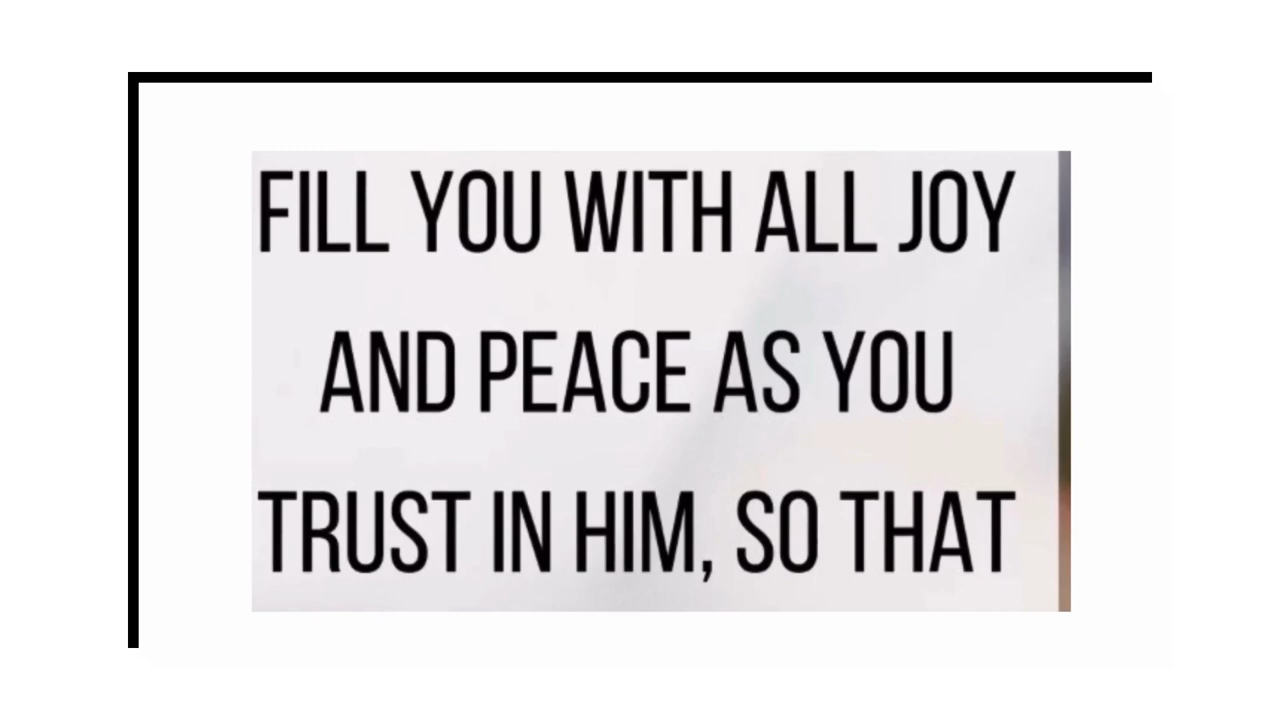 FILL YOU WITH ALL JOY
AND PEACE AS YOU
TRUST IN HIM, SO THAT